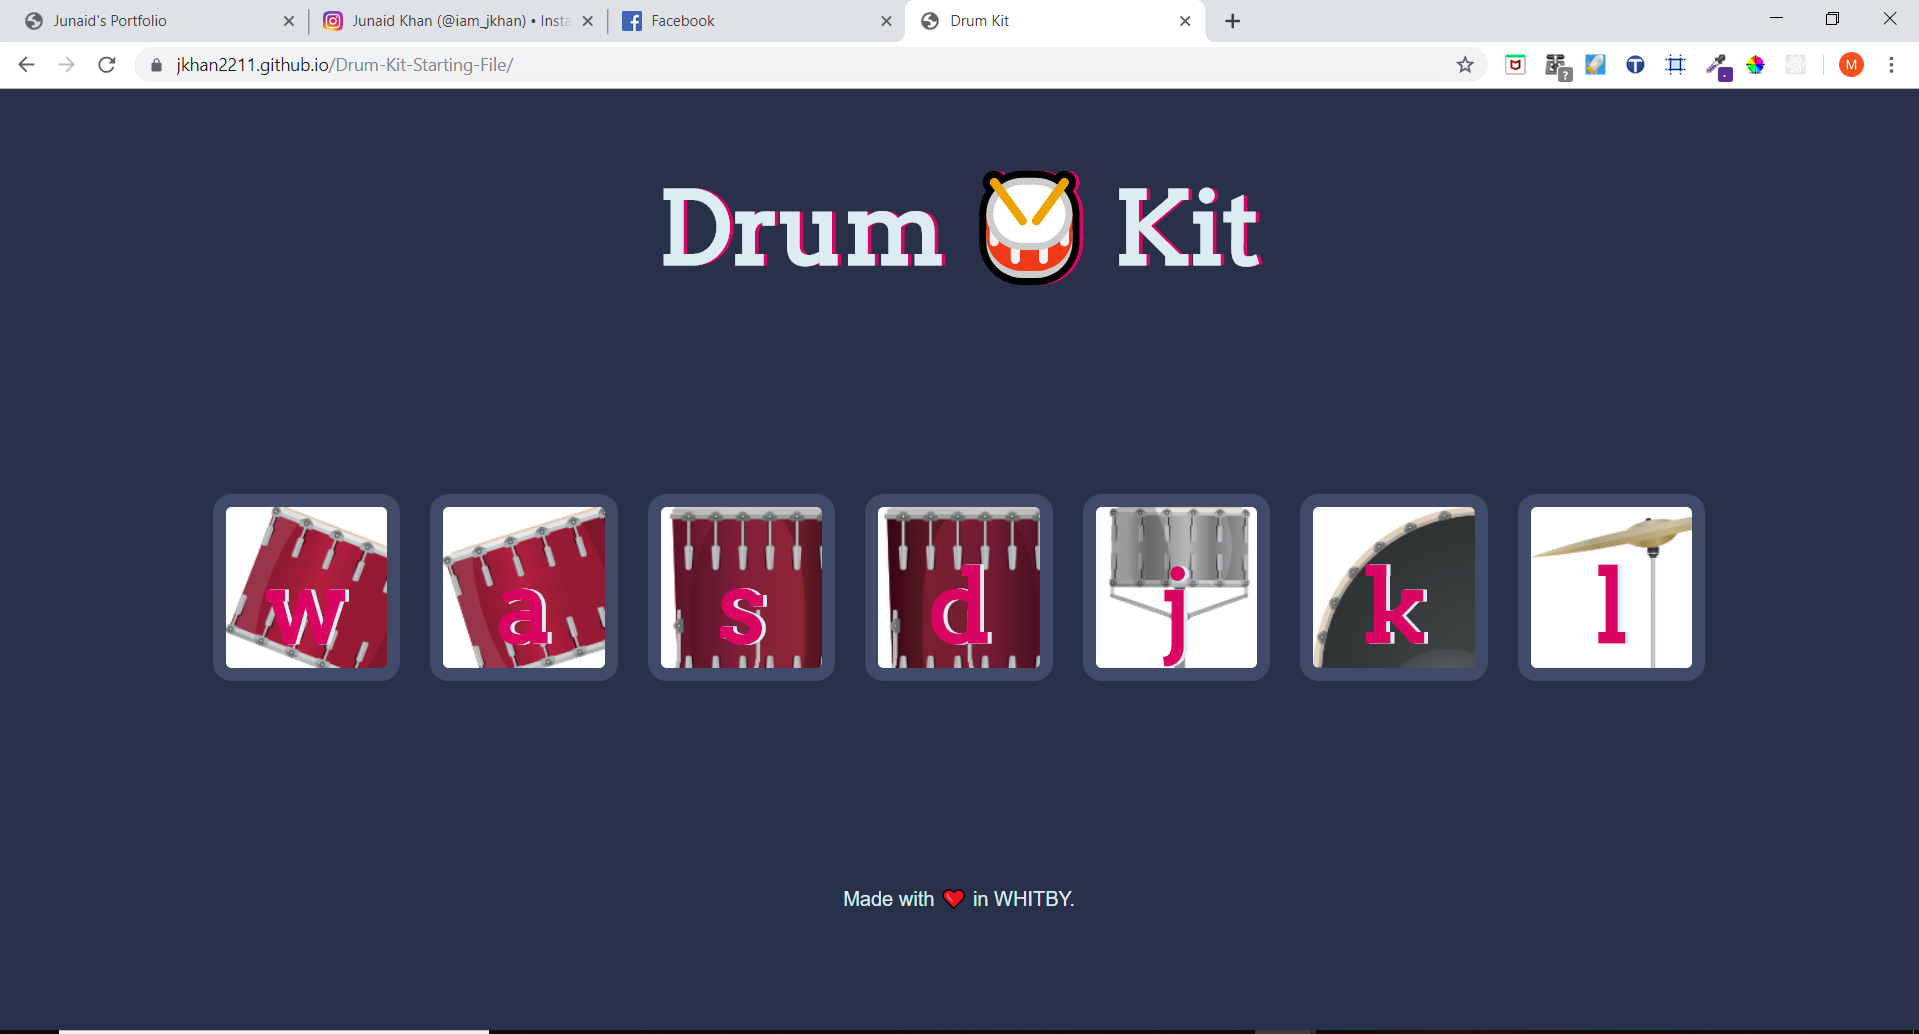 Junaid's Portfolio
Junaid Khan (@iam_jkhan) • Insta
Facebook
Drum Kit
jkhan2211.github.io/Drum-Kit-Starting-File/
?
T
M
Drum Kit
w
a
s
d
j
k
l
Made with ❤ in WHITBY.